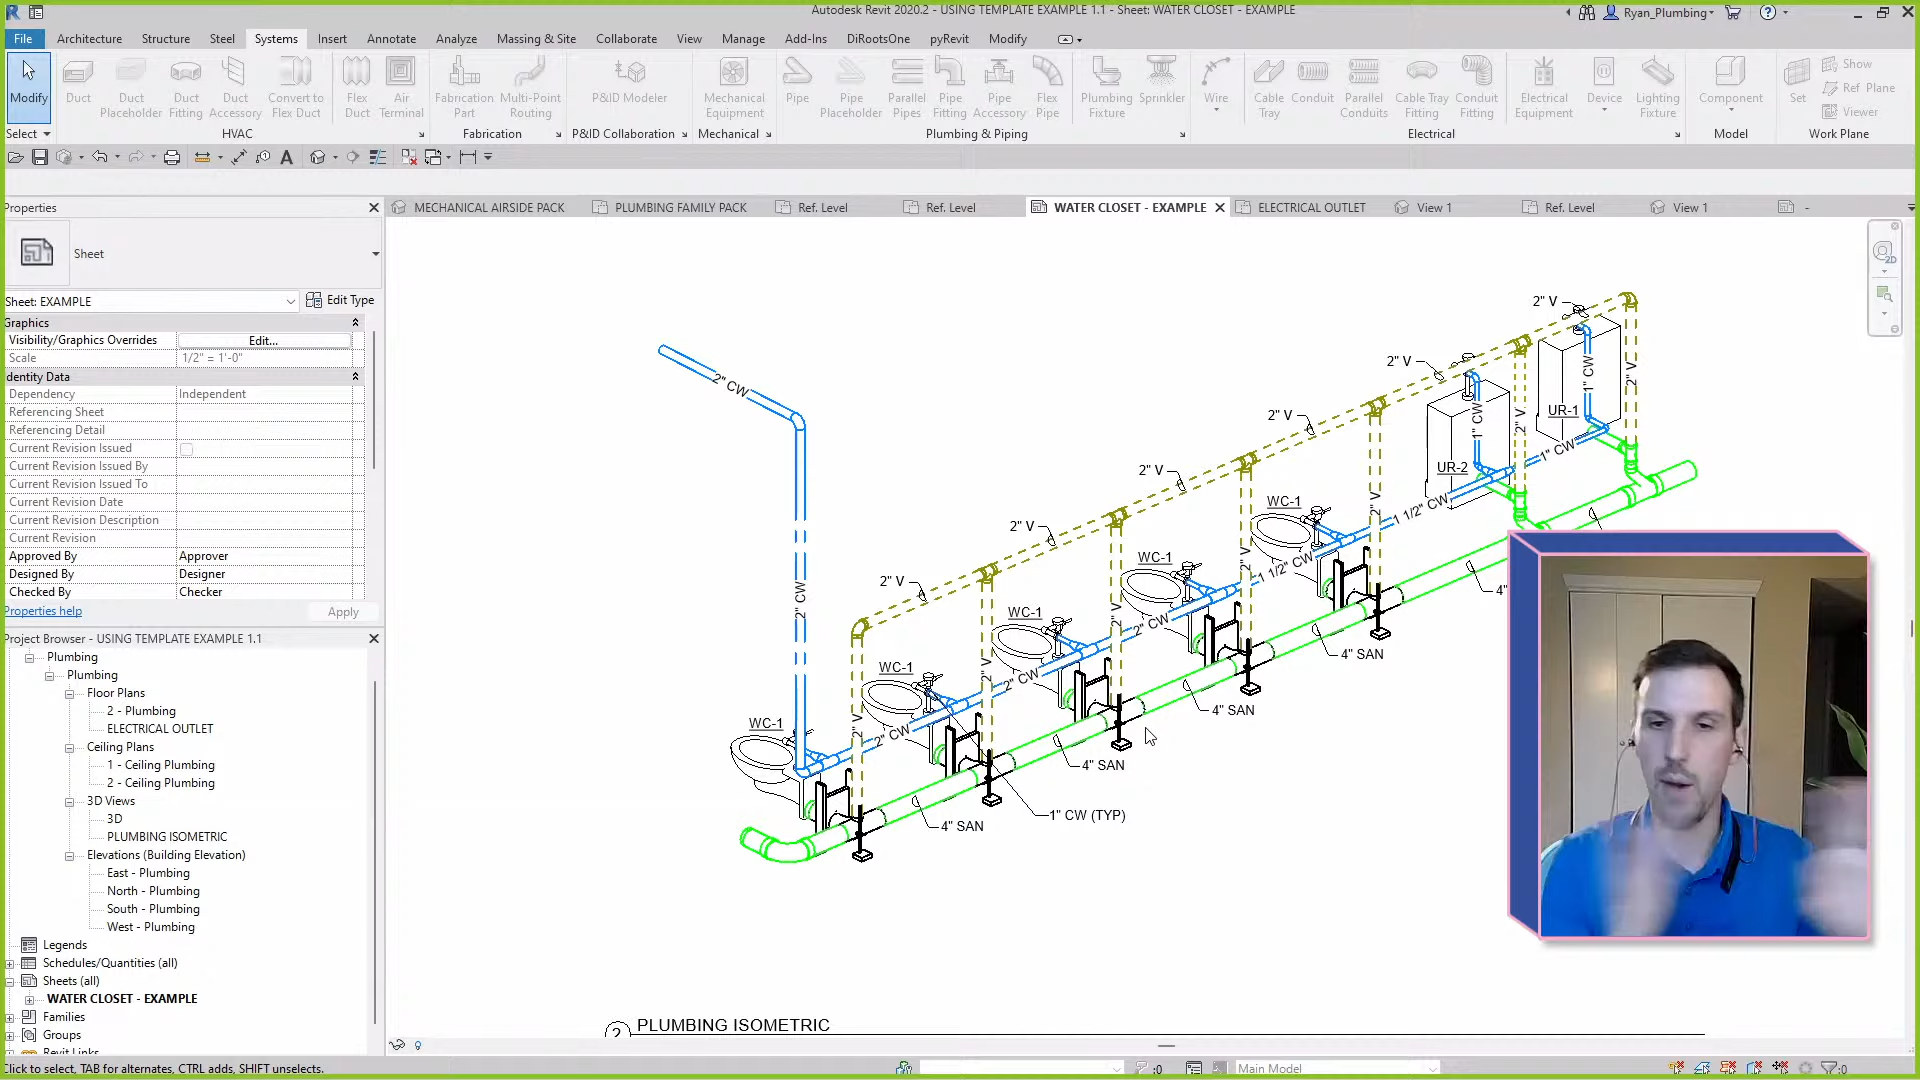 Autodesk Revit 2020.2 - USING TEMPLATE EXAMPLE 1.1 - Sheet: WATER CLOSET - EXAMPLE
Ryan_Plumbing
File Architecture Structure Steel Systems Insert Annotate Analyze Massing & Site Collaborate View Manage Add-Ins DiRootsOne pyRevit Modify
Modify
Duct
Duct Placeholder
Duct Fitting
Duct Accessory
Convert to Flex Duct
Flex Duct
Air Terminal
Fabrication Part
Multi-Point Routing
P&ID Modeler
Mechanical Equipment
Pipe
Pipe Placeholder
Parallel Pipes
Pipe Fitting
Pipe Accessory
Flex Pipe
Plumbing Fixture
Sprinkler
Wire
Cable Tray
Conduit
Parallel Conduits
Cable Tray Fitting
Conduit Fitting
Electrical Equipment
Device
Lighting Fixture
Component
Set
Show
Ref Plane
Viewer
Select HVAC Fabrication P&ID Collaboration Mechanical Plumbing & Piping Electrical Model Work Plane
Properties
MECHANICAL AIRSIDE PACK PLUMBING FAMILY PACK Ref. Level Ref. Level WATER CLOSET - EXAMPLE ELECTRICAL OUTLET View 1 Ref. Level View 1 -
Sheet
Sheet: EXAMPLE Edit Type
Graphics
Visibility/Graphics Overrides Edit...
Scale 1/2" = 1'-0"
dentity Data
Dependency Independent
Referencing Sheet
Referencing Detail
Current Revision Issued
Current Revision Issued By
Current Revision Issued To
Current Revision Date
Current Revision Description
Current Revision
Approved By Approver
Designed By Designer
Checked By Checker
Properties help Apply
Project Browser - USING TEMPLATE EXAMPLE 1.1
Plumbing
Plumbing
Floor Plans
2 - Plumbing
ELECTRICAL OUTLET
Ceiling Plans
1 - Ceiling Plumbing
2 - Ceiling Plumbing
3D Views
3D
PLUMBING ISOMETRIC
Elevations (Building Elevation)
East - Plumbing
North - Plumbing
South - Plumbing
West - Plumbing
Legends
Schedules/Quantities (all)
Sheets (all)
WATER CLOSET - EXAMPLE
Families
Groups
Revit Links
2" V
2" V
2" V
2" V
2" V
2" V
2" CW
2" CW
1" CW
2" V
UR-1
1" CW
2" V
1" CW
UR-2
1 1/2" CW
2" V
WC-1
1 1/2" CW
2" V
WC-1
2" CW
2" V
WC-1
2" CW
2" V
WC-1
2" CW
2" V
WC-1
4"
4" SAN
4" SAN
4" SAN
4" SAN
1" CW (TYP)
2 PLUMBING ISOMETRIC
Click to select, TAB for alternates, CTRL adds, SHIFT unselects.
:0
Main Model
:0
2D